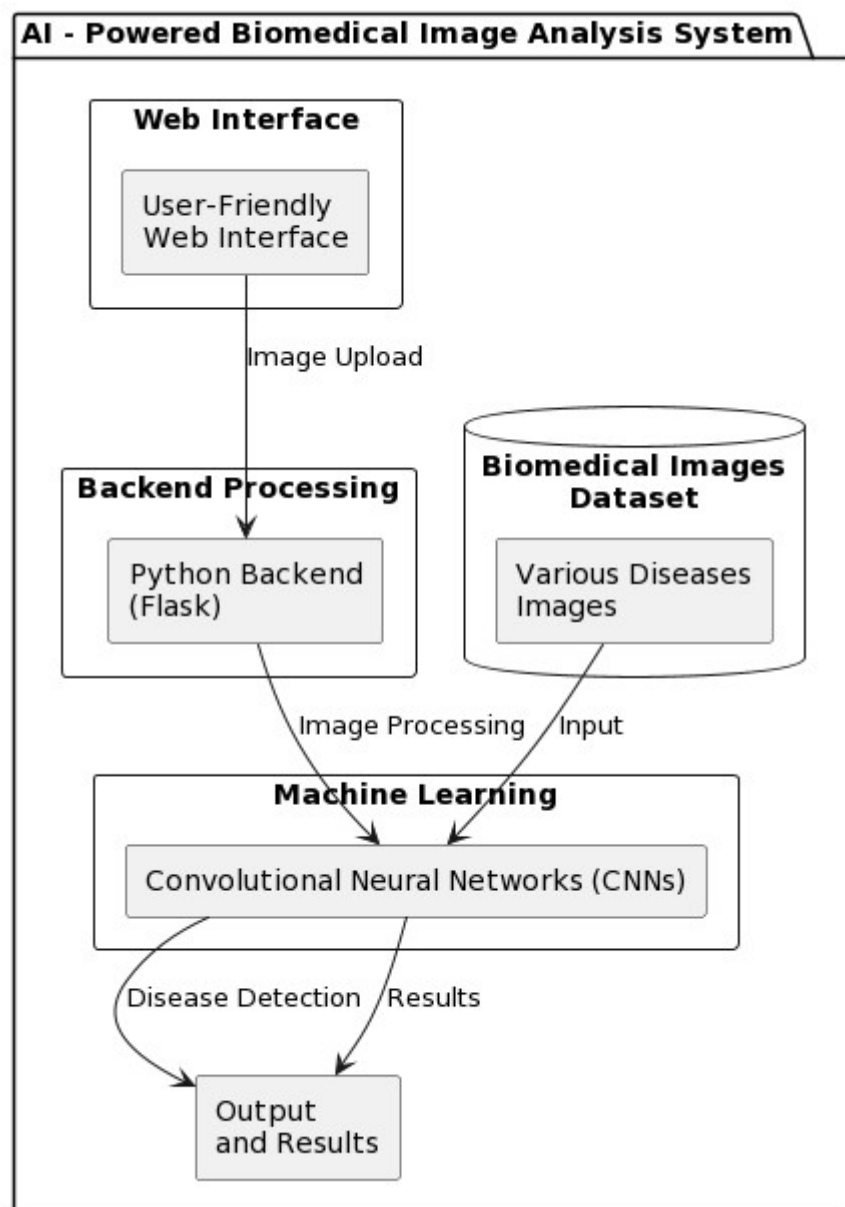 AI - Powered Biomedical Image Analysis System
Web Interface
User-Friendly
Web Interface
Image Upload
Backend Processing
Python Backend
(Flask)
Biomedical Images
Dataset
Various Diseases
Images
Image Processing
Input
Machine Learning
Convolutional Neural Networks (CNNs)
Disease Detection
Results
Output
and Results